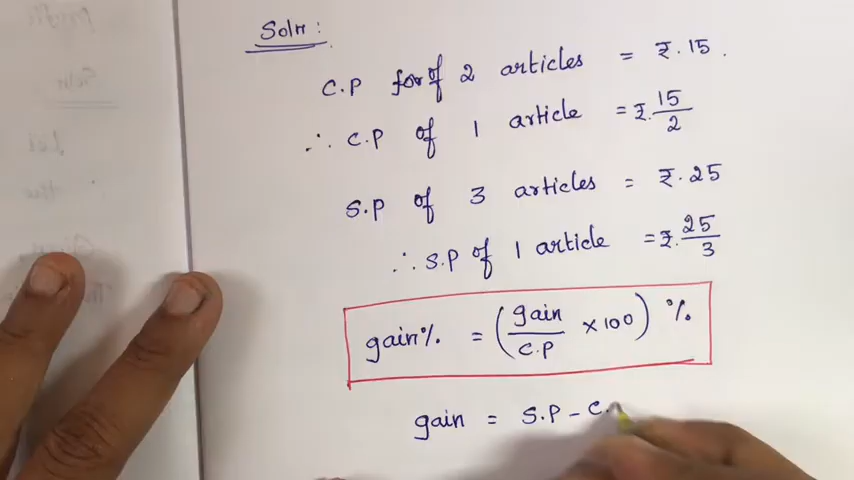 Soln:
C.P for of 2 articles = ₹.15.
∴ C.P of 1 article = ₹.15/2
S.P of 3 articles = ₹.25
∴ S.P of 1 article = ₹.25/3
gain% = (gain/C.P × 100) %
gain = S.P - C.